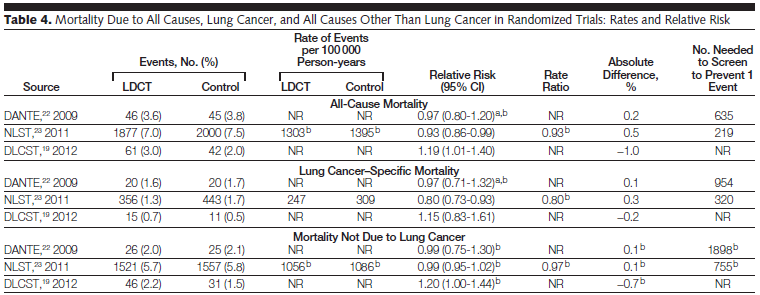 Table 4. Mortality Due to All Causes, Lung Cancer, and All Causes Other Than Lung Cancer in Randomized Trials: Rates and Relative Risk
Source Events, No. (%) Rate of Events per 100 000 Person-years Relative Risk (95% CI) Rate Ratio Absolute Difference, % No. Needed to Screen to Prevent 1 Event
LDCT Control LDCT Control
All-Cause Mortality
DANTE,22 2009 46 (3.6) 45 (3.8) NR NR 0.97 (0.80-1.20)a,b NR 0.2 635
NLST,23 2011 1877 (7.0) 2000 (7.5) 1303b 1395b 0.93 (0.86-0.99) 0.93b 0.5 219
DLCST,19 2012 61 (3.0) 42 (2.0) NR NR 1.19 (1.01-1.40) NR −1.0 NR
Lung Cancer–Specific Mortality
DANTE,22 2009 20 (1.6) 20 (1.7) NR NR 0.97 (0.71-1.32)a,b NR 0.1 954
NLST,23 2011 356 (1.3) 443 (1.7) 247 309 0.80 (0.73-0.93) 0.80b 0.3 320
DLCST,19 2012 15 (0.7) 11 (0.5) NR NR 1.15 (0.83-1.61) NR −0.2 NR
Mortality Not Due to Lung Cancer
DANTE,22 2009 26 (2.0) 25 (2.1) NR NR 0.99 (0.75-1.30)b NR 0.1b 1898b
NLST,23 2011 1521 (5.7) 1557 (5.8) 1056b 1086b 0.99 (0.95-1.02)b 0.97b 0.1b 755b
DLCST,19 2012 46 (2.2) 31 (1.5) NR NR 1.20 (1.00-1.44)b NR −0.7b NR